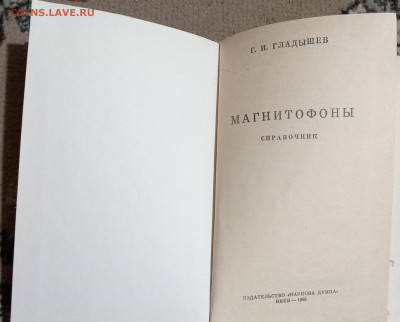 coins.lave.ru
Г. И. ГЛАДЫШЕВ
МАГНИТОФОНЫ
СПРАВОЧНИК
ИЗДАТЕЛЬСТВО «НАУКОВА ДУМКА»
КИЕВ —